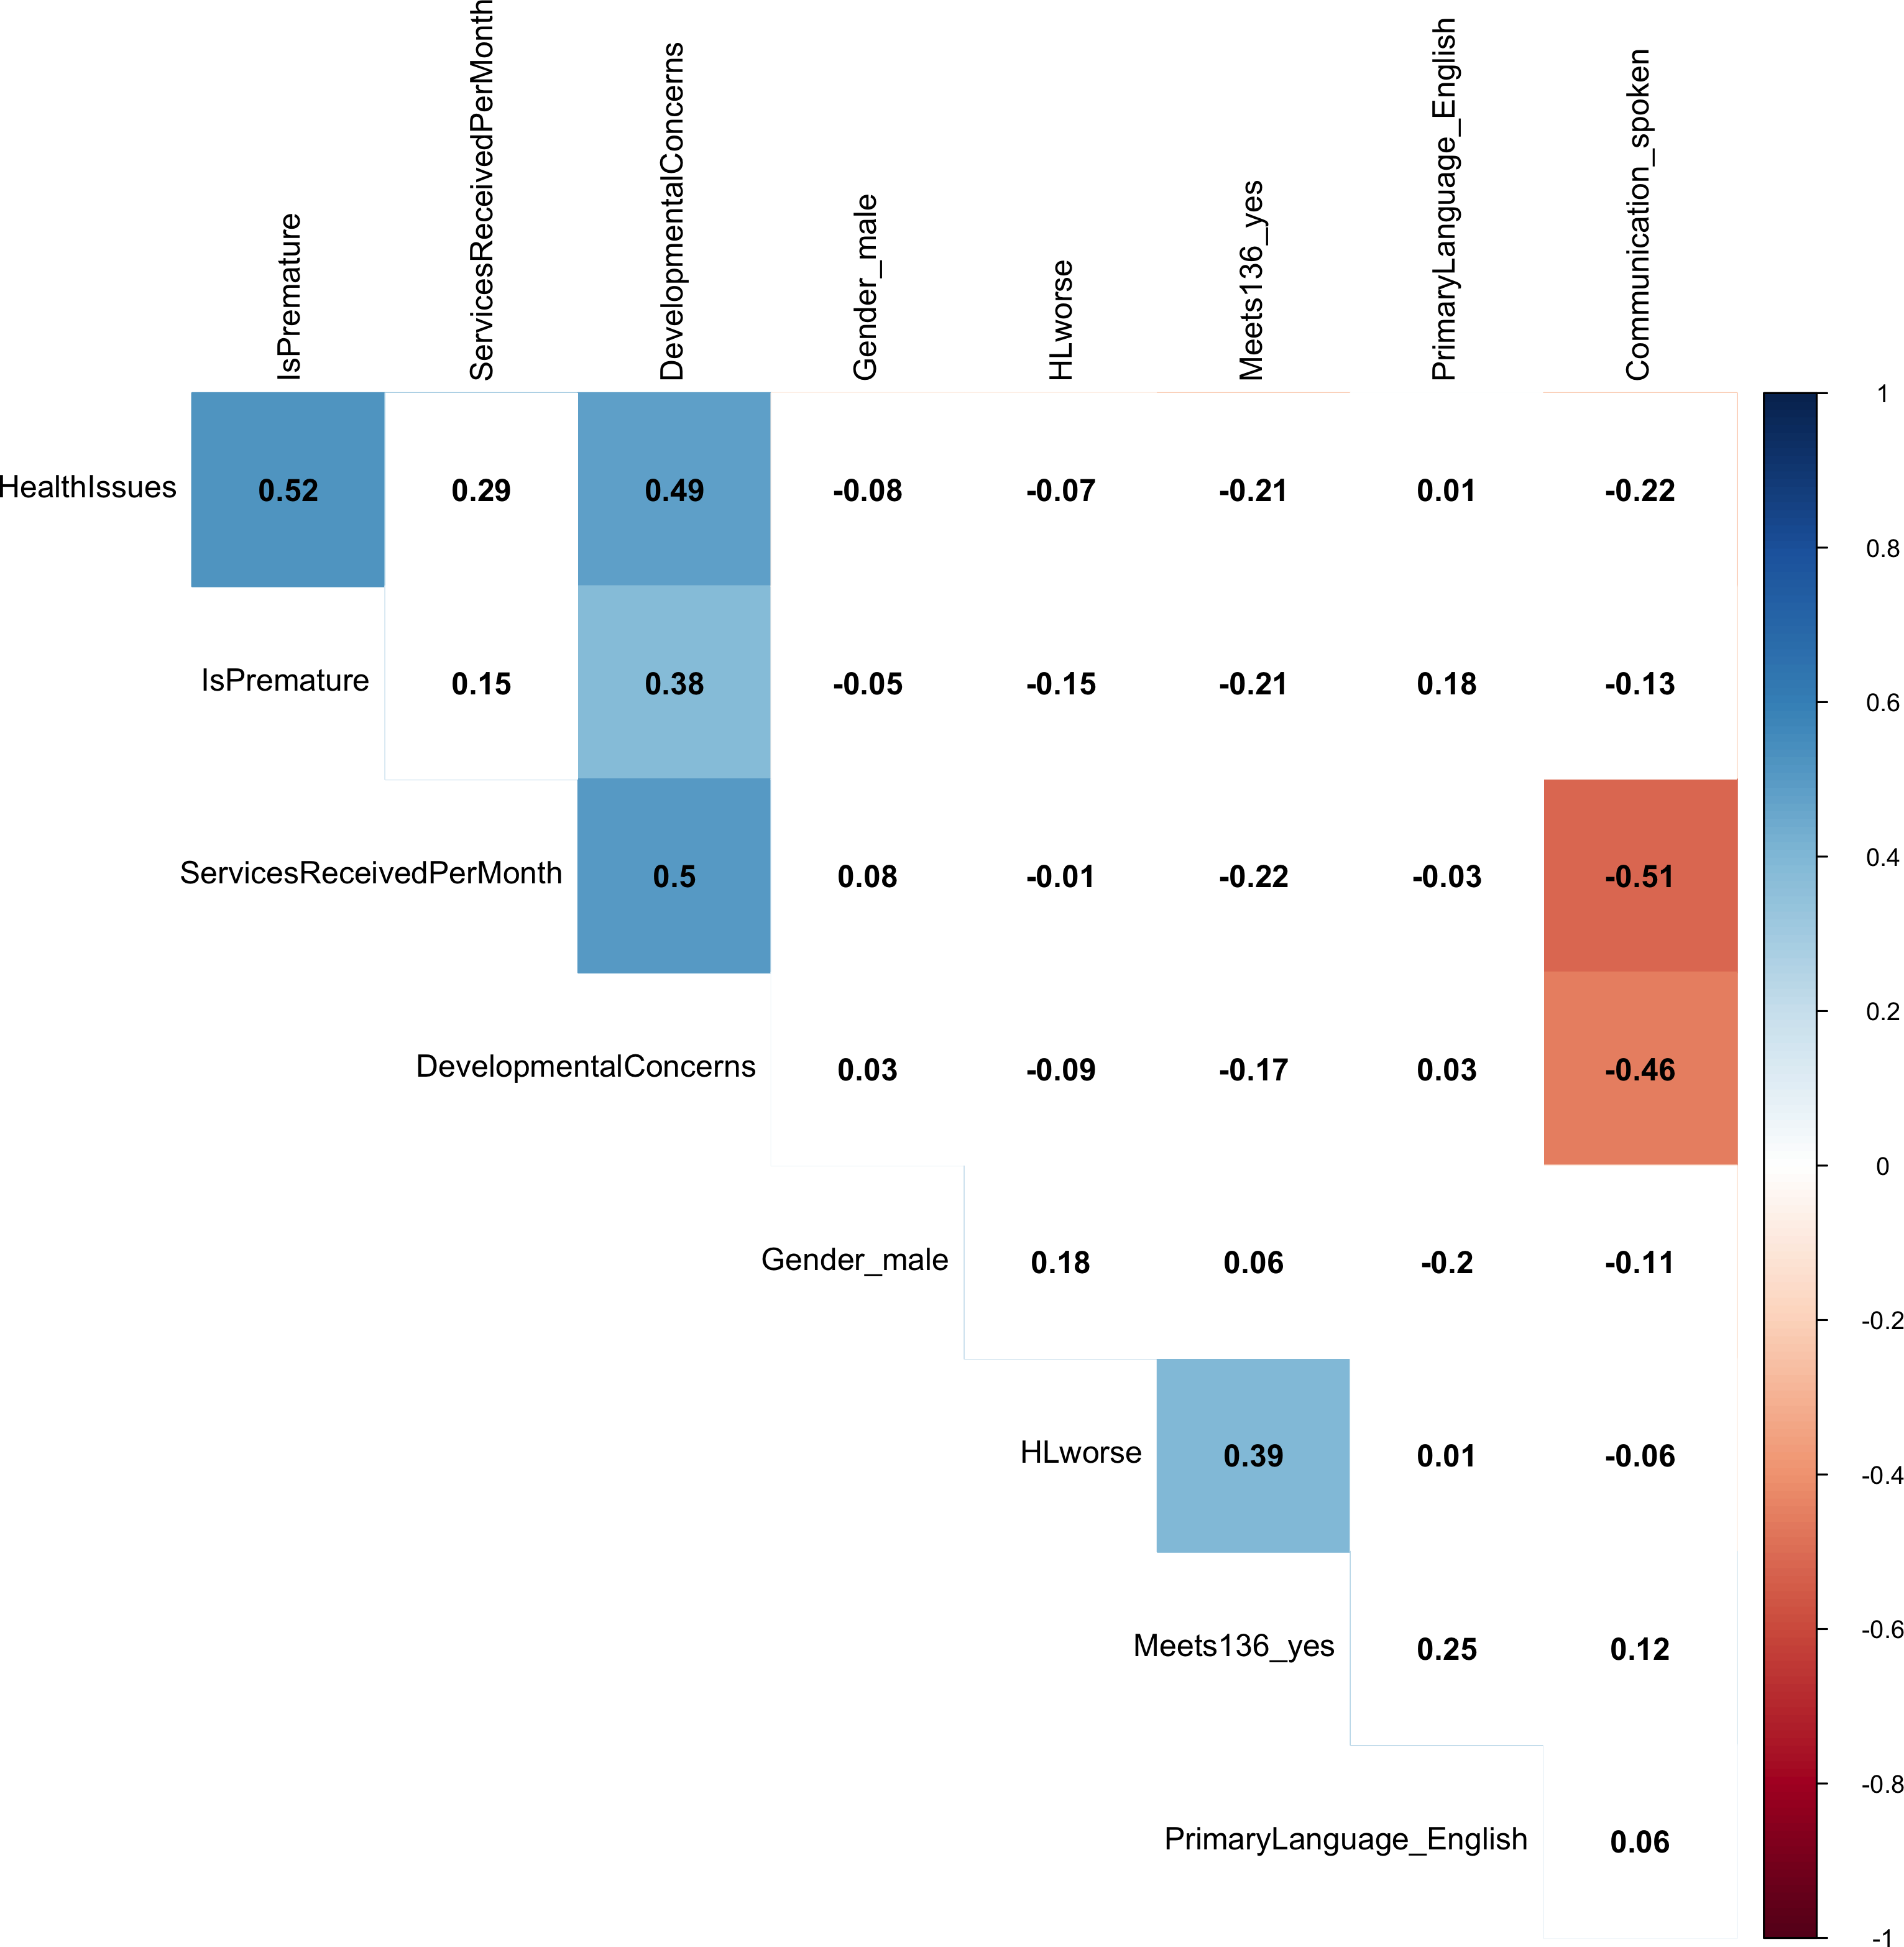 IsPremature
ServicesReceivedPerMonth
DevelopmentalConcerns
Gender_male
HLworse
Meets136_yes
PrimaryLanguage_English
Communication_spoken
HealthIssues 0.52 0.29 0.49 -0.08 -0.07 -0.21 0.01 -0.22
IsPremature 0.15 0.38 -0.05 -0.15 -0.21 0.18 -0.13
ServicesReceivedPerMonth 0.5 0.08 -0.01 -0.22 -0.03 -0.51
DevelopmentalConcerns 0.03 -0.09 -0.17 0.03 -0.46
Gender_male 0.18 0.06 -0.2 -0.11
HLworse 0.39 0.01 -0.06
Meets136_yes 0.25 0.12
PrimaryLanguage_English 0.06
1
0.8
0.6
0.4
0.2
0
-0.2
-0.4
-0.6
-0.8
-1